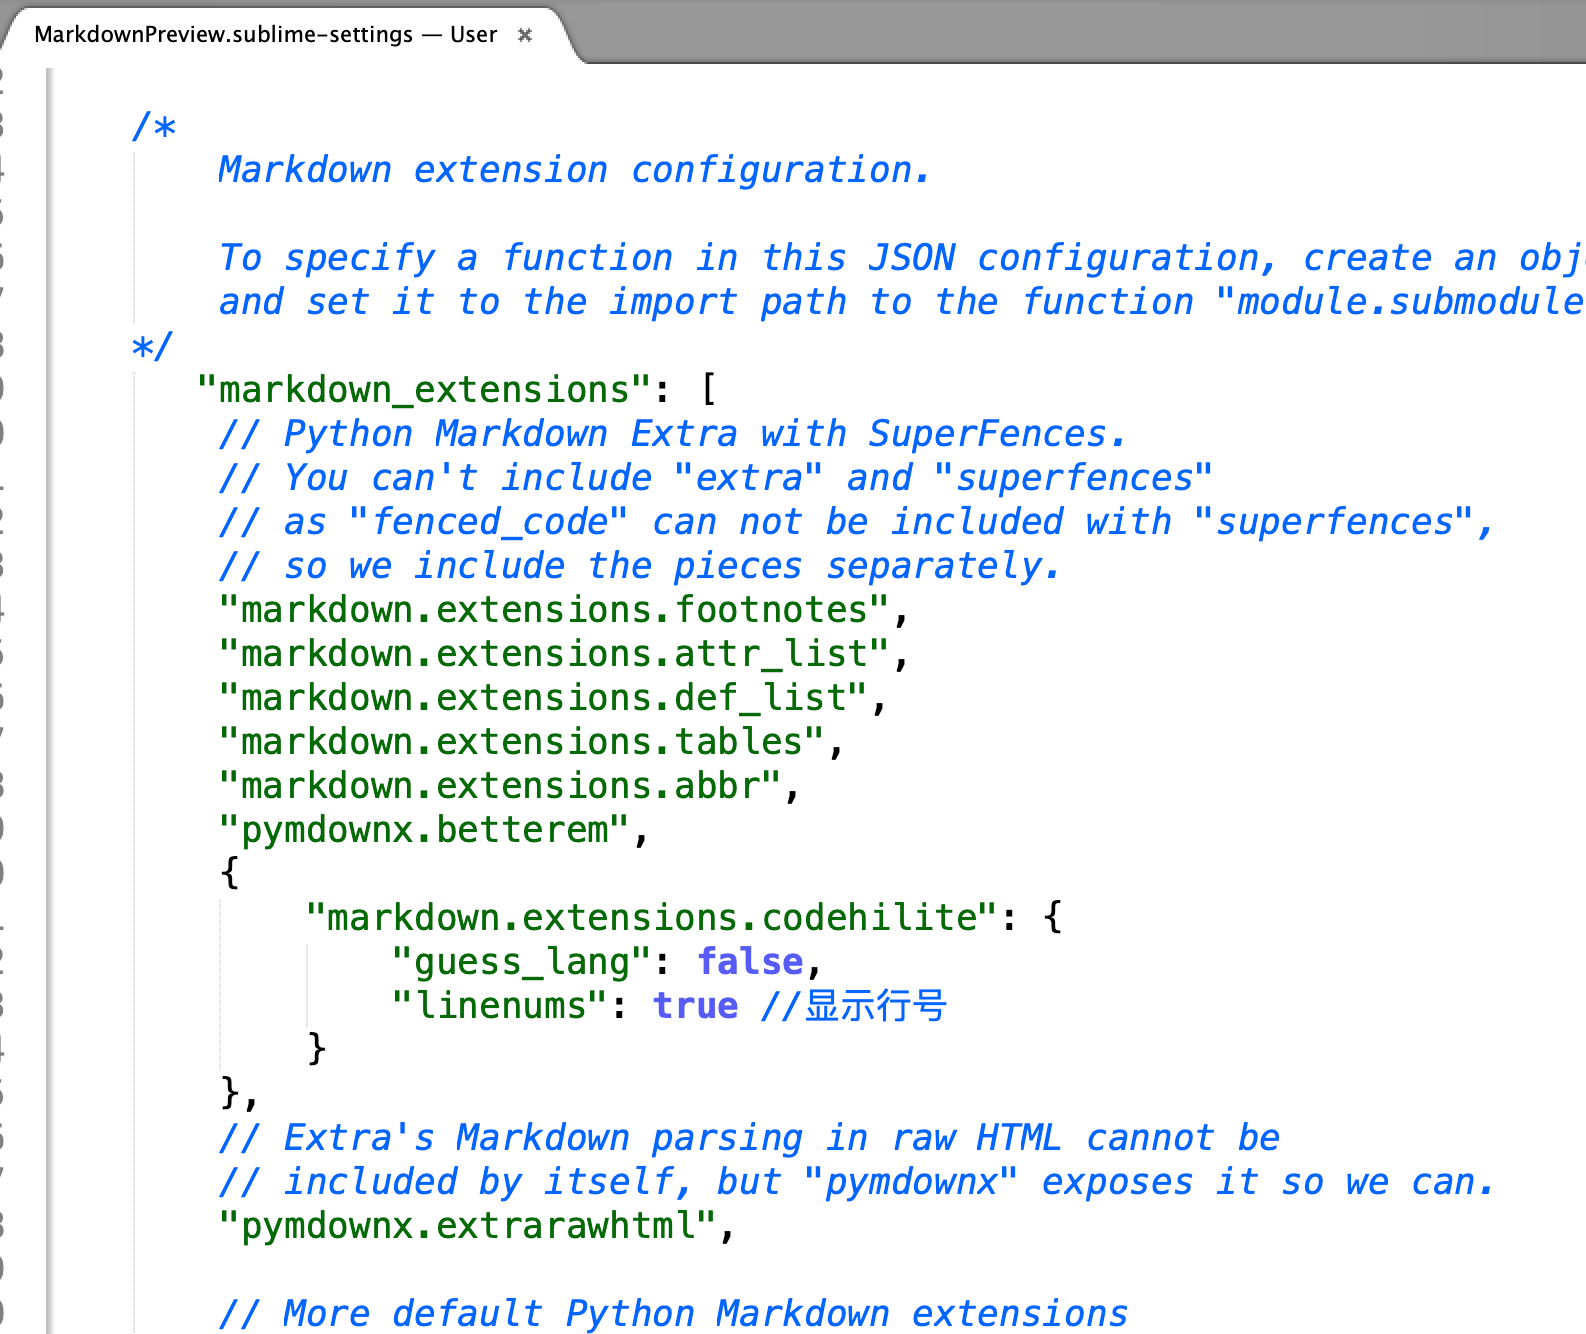 MarkdownPreview.sublime-settings — User ×
/*
Markdown extension configuration.
To specify a function in this JSON configuration, create an
and set it to the import path to the function "module.submodule
*/
"markdown_extensions": [
// Python Markdown Extra with SuperFences.
// You can't include "extra" and "superfences"
// as "fenced_code" can not be included with "superfences",
// so we include the pieces separately.
"markdown.extensions.footnotes",
"markdown.extensions.attr_list",
"markdown.extensions.def_list",
"markdown.extensions.tables",
"markdown.extensions.abbr",
"pymdownx.betterem",
{
"markdown.extensions.codehilite": {
"guess_lang": false,
"linenums": true //显示行号
}
},
// Extra's Markdown parsing in raw HTML cannot be
// included by itself, but "pymdownx" exposes it so we can.
"pymdownx.extrarawhtml",
// More default Python Markdown extensions